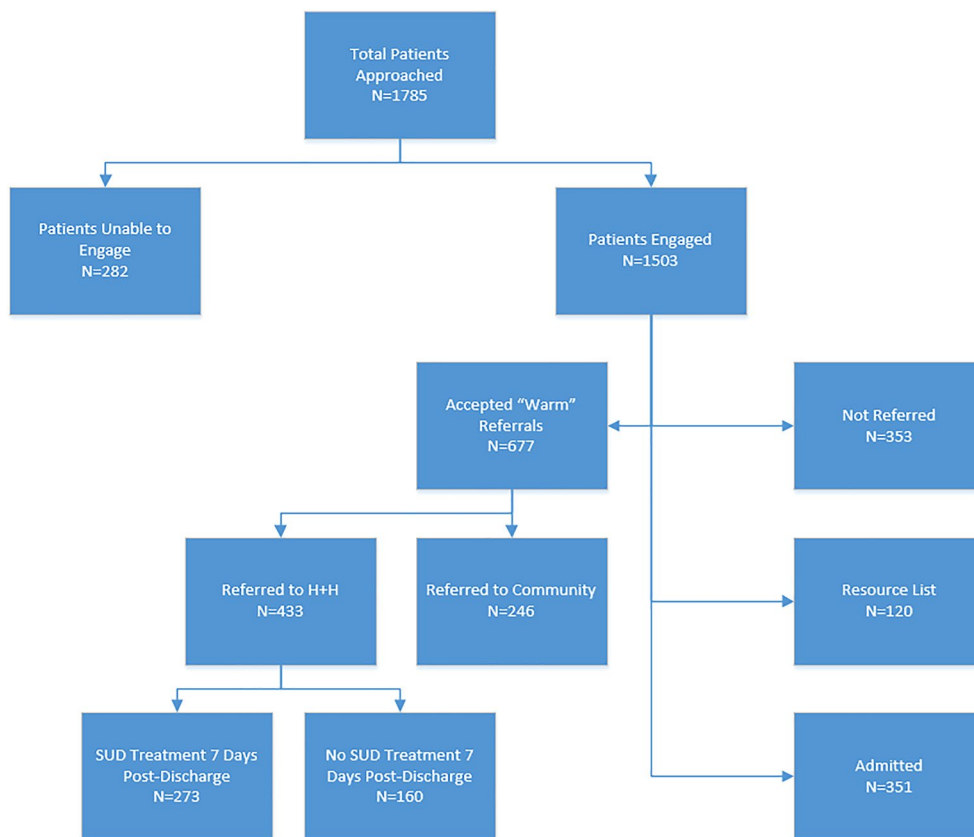 Total Patients
Approached
N=1785
Patients Unable to
Engage
N=282
Patients Engaged
N=1503
Accepted “Warm”
Referrals
N=677
Not Referred
N=353
Referred to H+H
N=433
Referred to Community
N=246
Resource List
N=120
SUD Treatment 7 Days
Post-Discharge
N=273
No SUD Treatment 7
Days Post-Discharge
N=160
Admitted
N=351